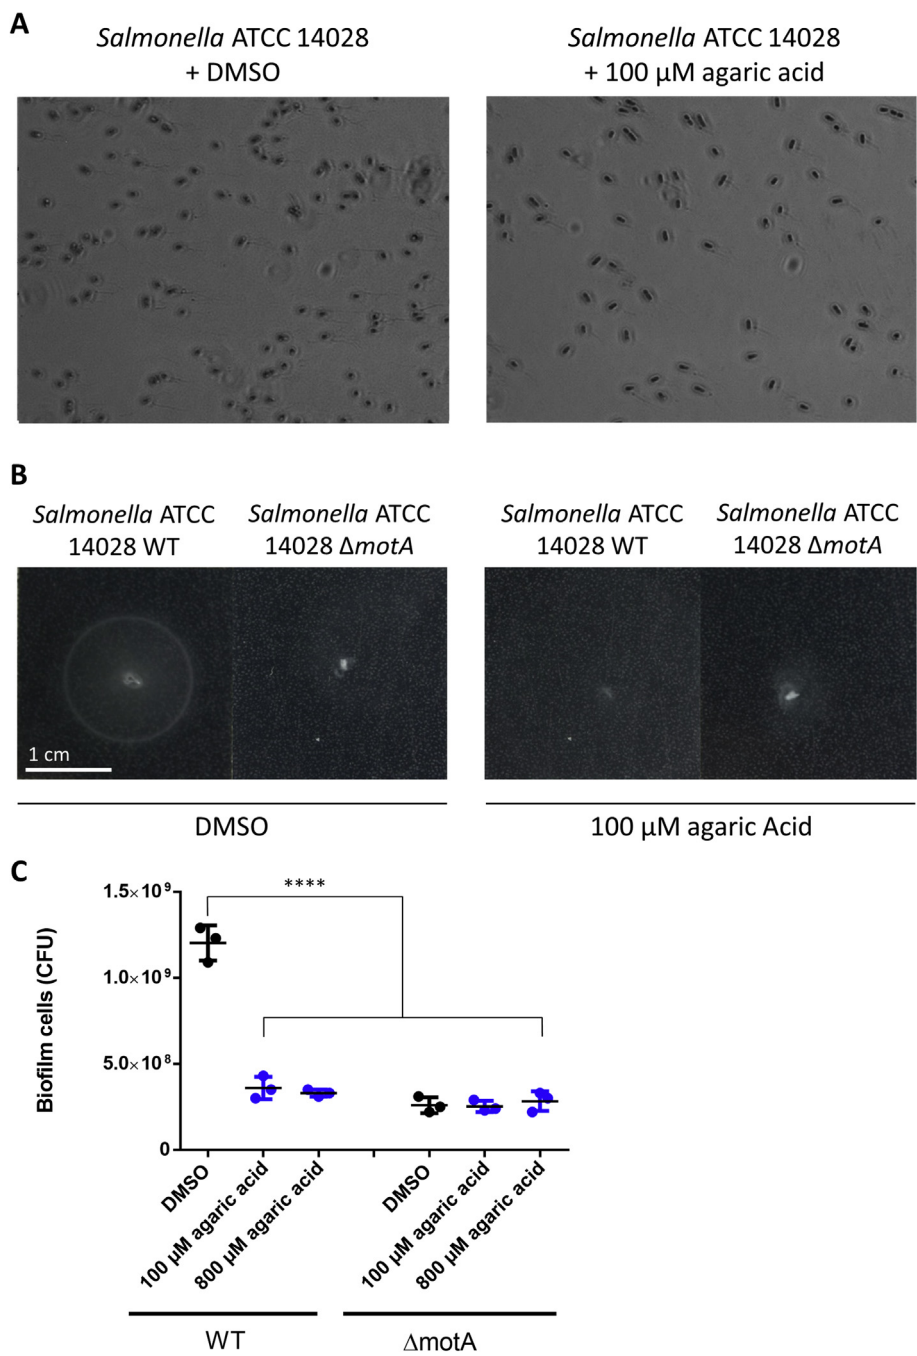 A
Salmonella ATCC 14028
+ DMSO
Salmonella ATCC 14028
+ 100 µM agaric acid
B
Salmonella ATCC
14028 WT
Salmonella ATCC
14028 ΔmotA
Salmonella ATCC
14028 WT
Salmonella ATCC
14028 ΔmotA
1 cm
DMSO
100 µM agaric Acid
C
Biofilm cells (CFU)
1.5×10⁹
1.0×10⁹
5.0×10⁸
0
****
DMSO
100 µM agaric acid
800 µM agaric acid
DMSO
100 µM agaric acid
800 µM agaric acid
WT
ΔmotA